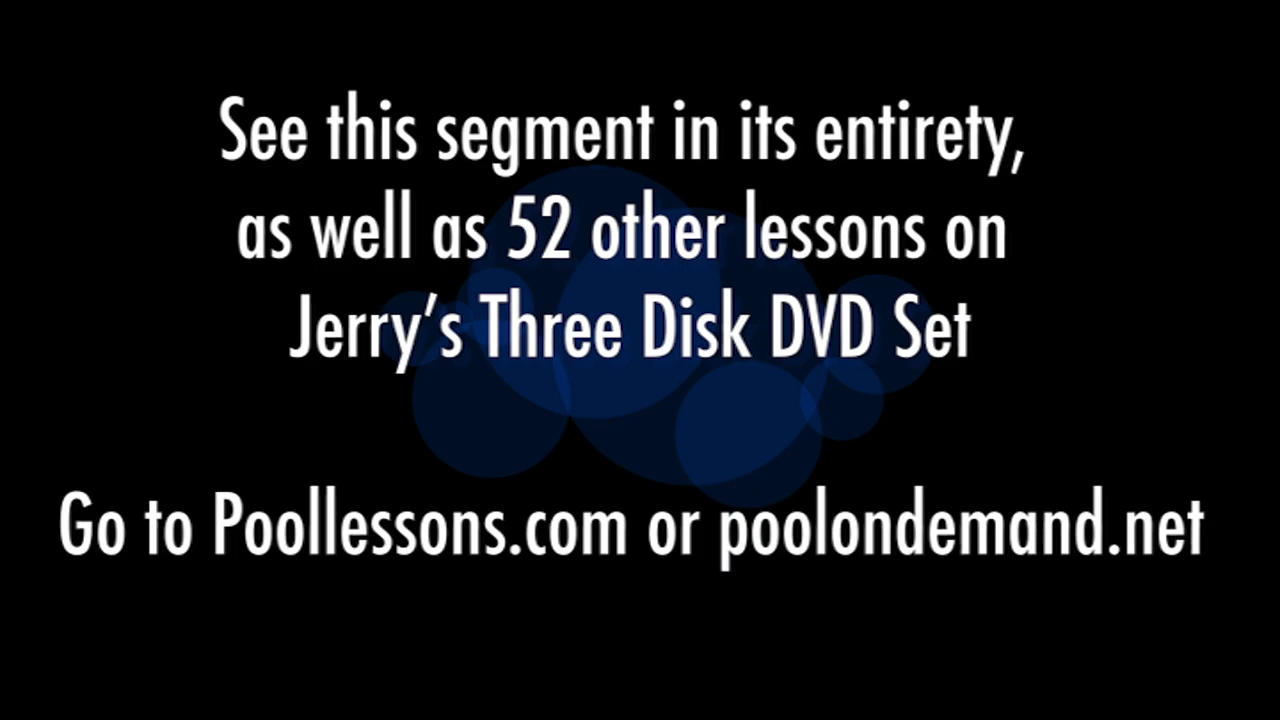 See this segment in its entirety,
as well as 52 other lessons on
Jerry’s Three Disk DVD Set
Go to Poollessons.com or poolondemand.net